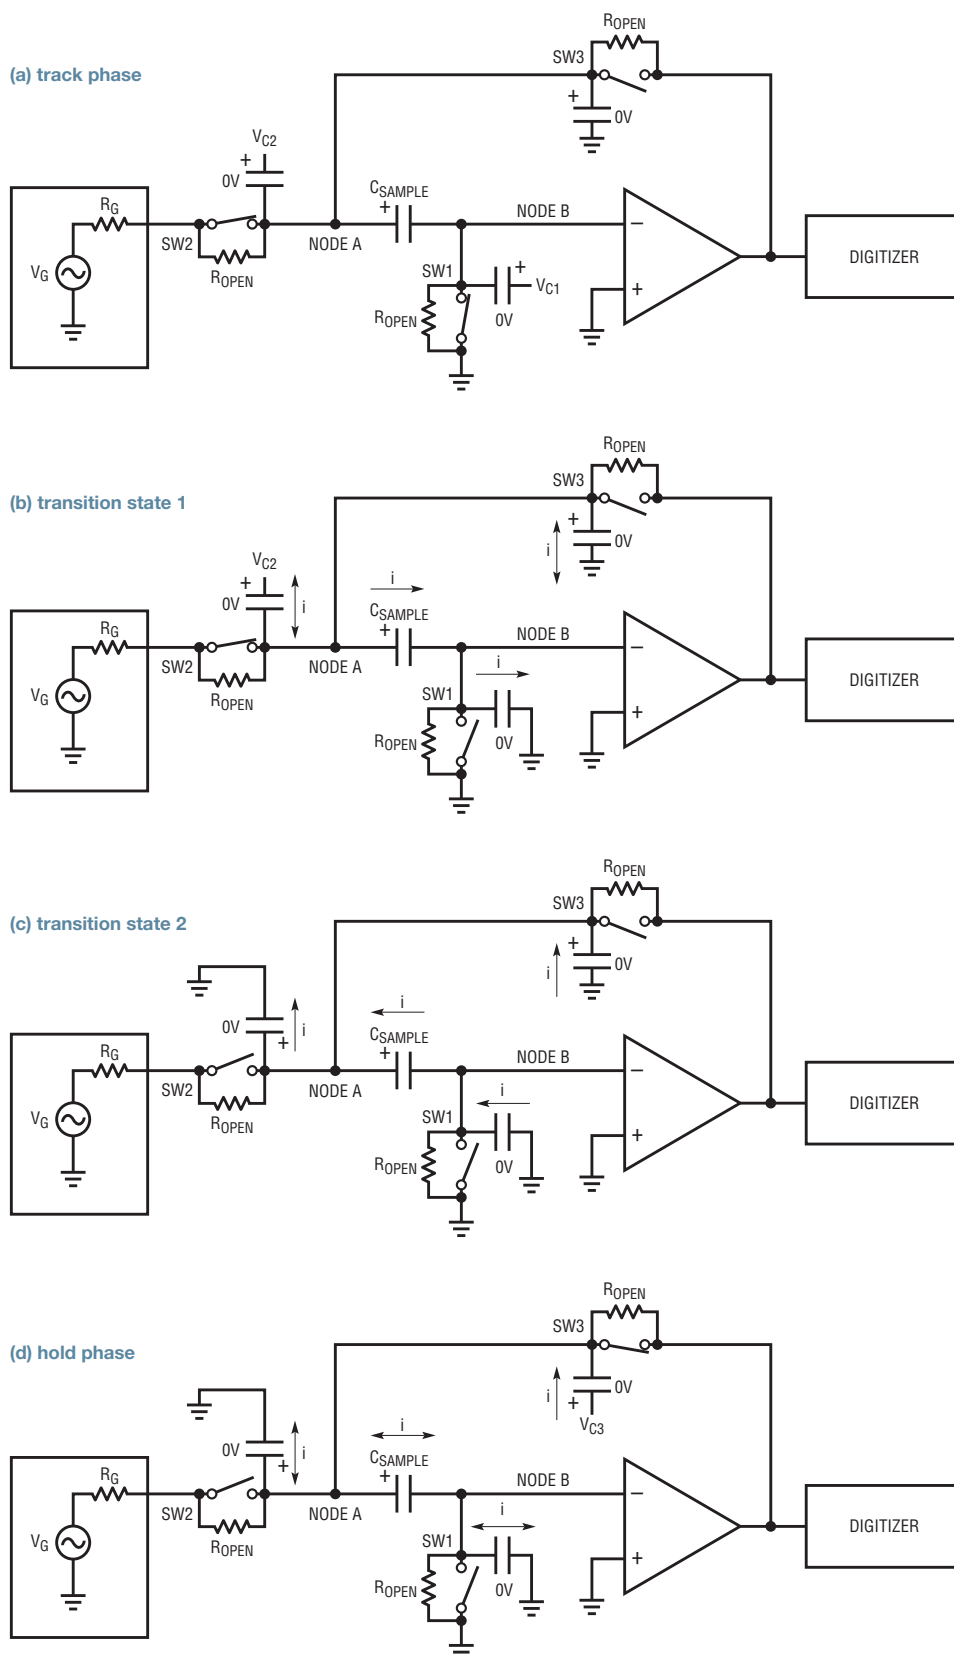 (a) track phase
ROPEN
SW3
+
0V
VC2
+
0V
CSAMPLE
+
RG
SW2
NODE A
NODE B
VG
ROPEN
SW1
+
VC1
ROPEN
0V
−
+
DIGITIZER
(b) transition state 1
ROPEN
SW3
+
i
0V
VC2
+
0V
i
i
CSAMPLE
+
RG
SW2
NODE A
NODE B
VG
ROPEN
SW1
i
ROPEN
0V
−
+
DIGITIZER
(c) transition state 2
ROPEN
SW3
+
i
0V
0V
+
i
i
CSAMPLE
+
RG
SW2
NODE A
NODE B
VG
ROPEN
SW1
i
ROPEN
0V
−
+
DIGITIZER
(d) hold phase
ROPEN
SW3
i
0V
+
VC3
0V
+
i
i
CSAMPLE
+
RG
SW2
NODE A
NODE B
VG
ROPEN
SW1
i
ROPEN
0V
−
+
DIGITIZER